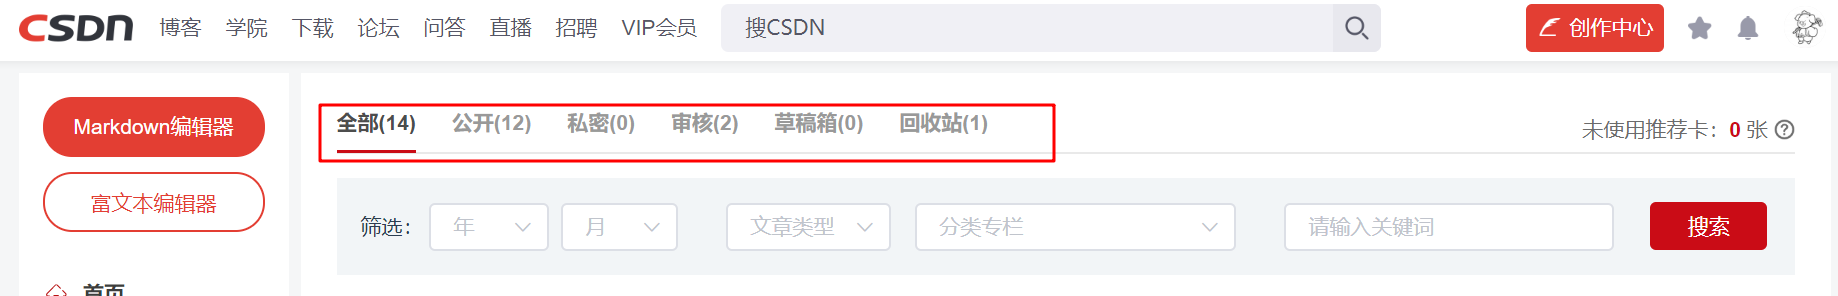 CSDN 博客 学院 下载 论坛 问答 直播 招聘 VIP会员 搜CSDN 创作中心
Markdown编辑器
富文本编辑器
首页
全部(14) 公开(12) 私密(0) 审核(2) 草稿箱(0) 回收站(1)
未使用推荐卡：0 张
筛选： 年 月 文章类型 分类专栏 请输入关键词 搜索